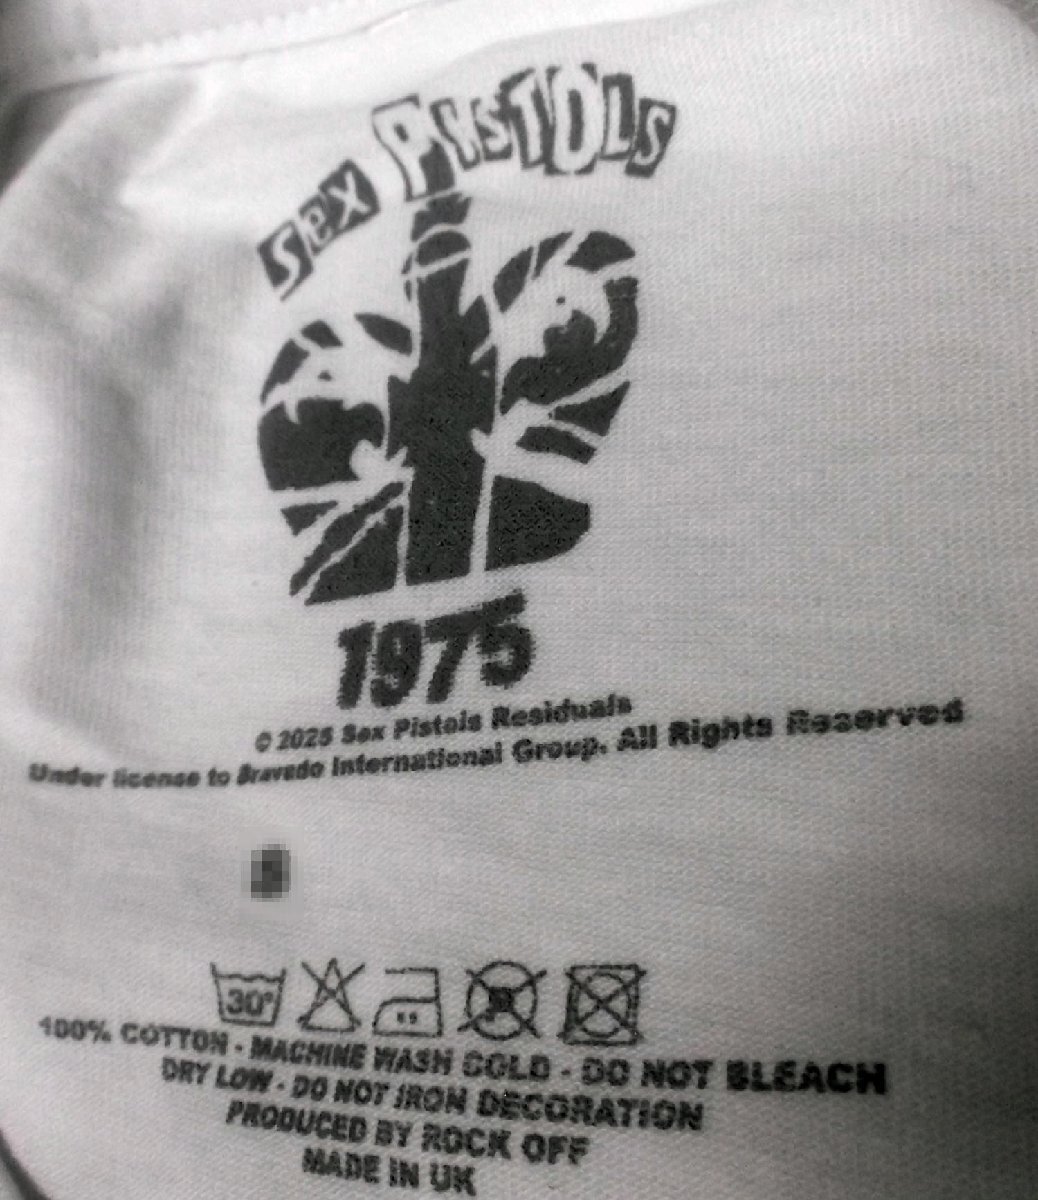 SeX PiSTOLS
1975
© 2025 Sex Pistols Residuals
Under license to Bravado International Group. All Rights Reserved
30°
100% COTTON - MACHINE WASH COLD - DO NOT BLEACH
DRY LOW - DO NOT IRON DECORATION
PRODUCED BY ROCK OFF
MADE IN UK